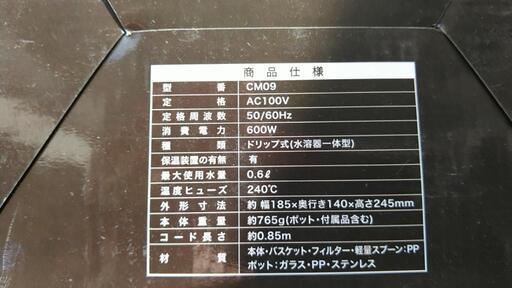 商品仕様
型番 CM09
定格 AC100V
定格周波数 50/60Hz
消費電力 600W
種類 ドリップ式(水溶器一体型)
保温装置の有無 有
最大使用水量 0.6ℓ
温度ヒューズ 240℃
外形寸法 約 幅185×奥行き140×高さ245mm
本体重量 約765g(ポット・付属品含む)
コード長さ 約0.85m
材質 本体・バスケット・フィルター・軽量スプーン:PP
ポット:ガラス・PP・ステンレス